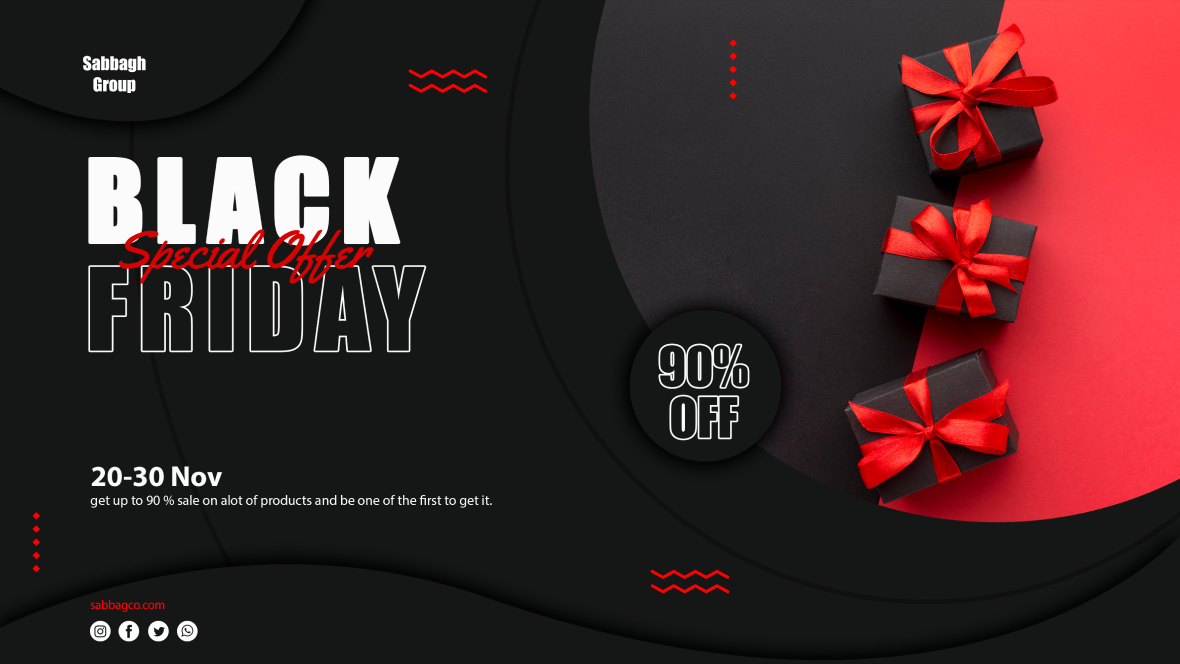 Sabbagh
Group
BLACK
Special Offer
FRIDAY
90%
OFF
20-30 Nov
get up to 90 % sale on alot of products and be one of the first to get it.
sabbagco.com